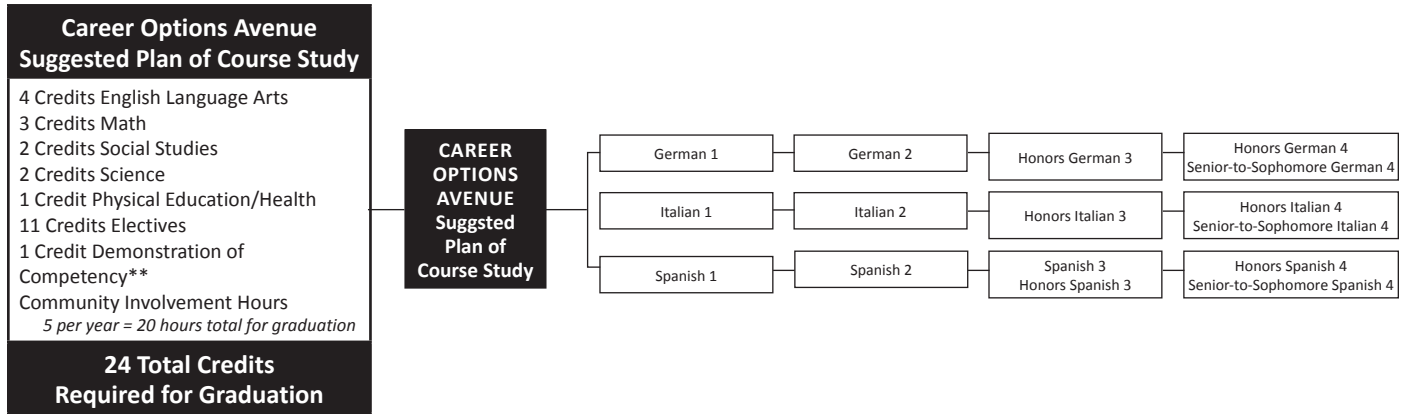 Career Options Avenue
Suggested Plan of Course Study
4 Credits English Language Arts
3 Credits Math
2 Credits Social Studies
2 Credits Science
1 Credit Physical Education/Health
11 Credits Electives
1 Credit Demonstration of
Competency**
Community Involvement Hours
5 per year = 20 hours total for graduation
24 Total Credits
Required for Graduation
CAREER
OPTIONS
AVENUE
Suggsted
Plan of
Course Study
German 1
German 2
Honors German 3
Honors German 4
Senior-to-Sophomore German 4
Italian 1
Italian 2
Honors Italian 3
Honors Italian 4
Senior-to-Sophomore Italian 4
Spanish 1
Spanish 2
Spanish 3
Honors Spanish 3
Honors Spanish 4
Senior-to-Sophomore Spanish 4